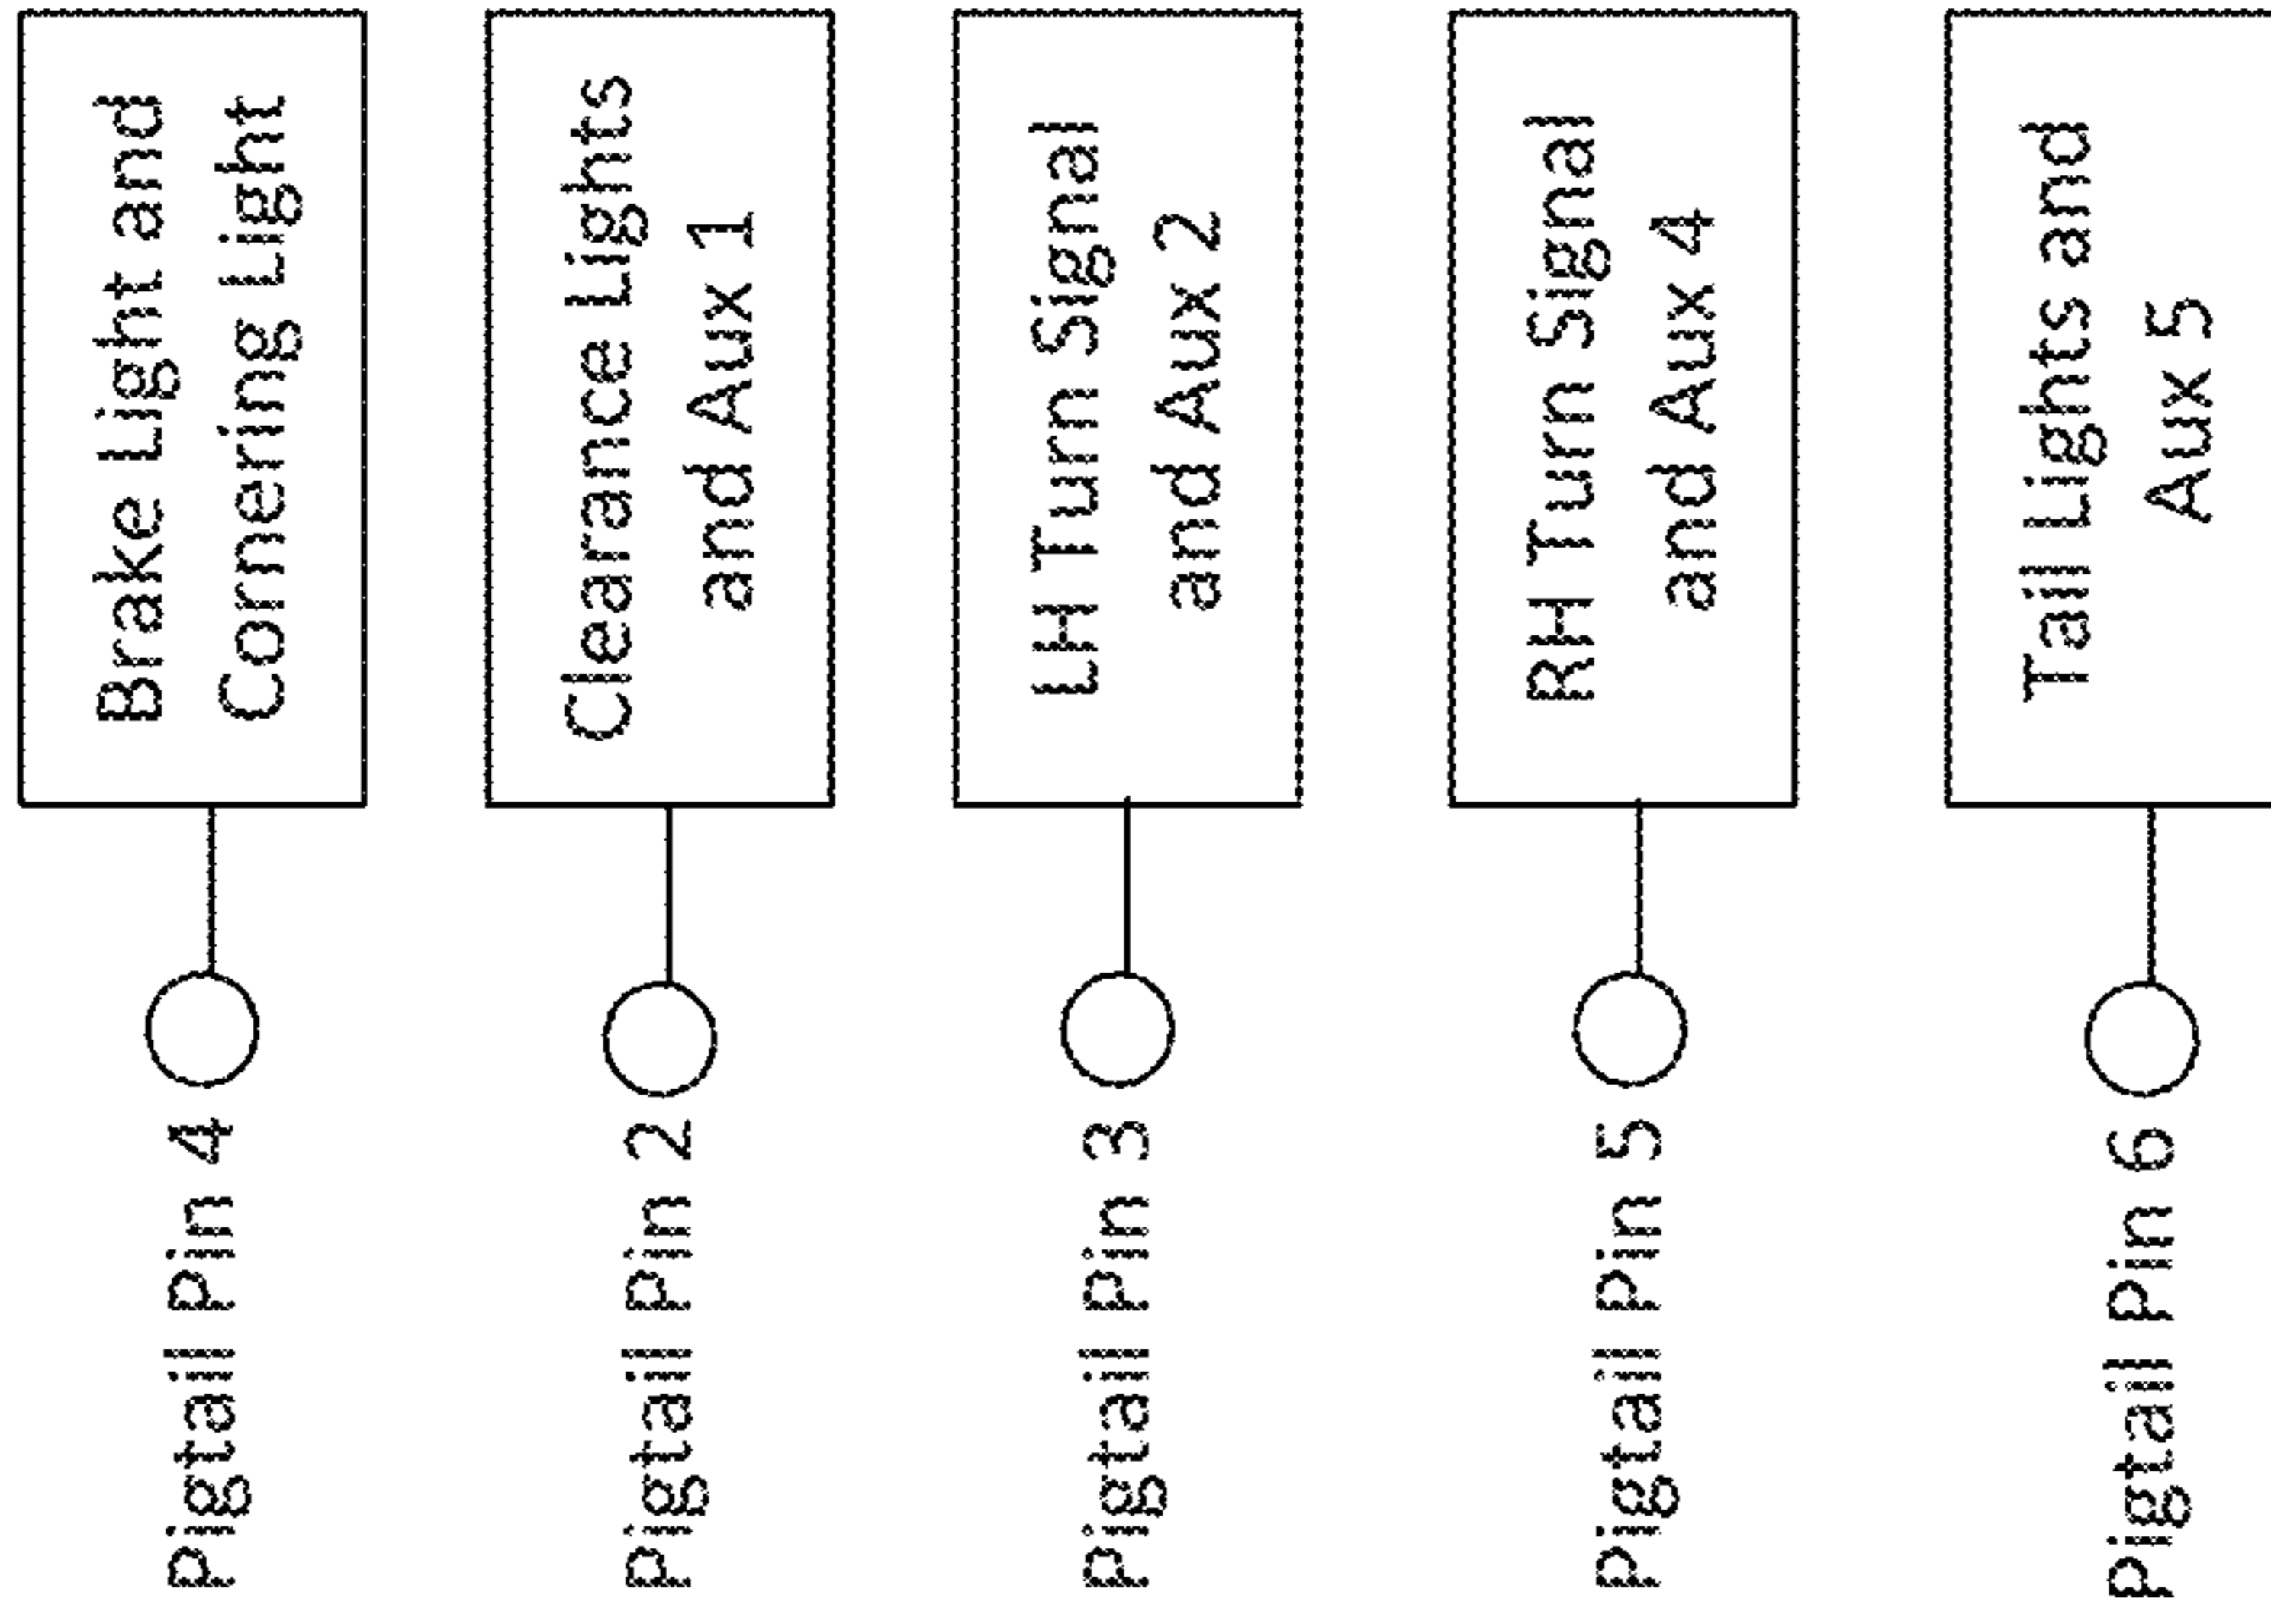 Brake Light and
Cornering Light
Pigtail Pin 4
Clearance Lights
and Aux 1
Pigtail Pin 2
LH Turn Signal
and Aux 2
Pigtail Pin 3
RH Turn Signal
and Aux 4
Pigtail Pin 5
Tail Lights and
Aux 5
Pigtail Pin 6